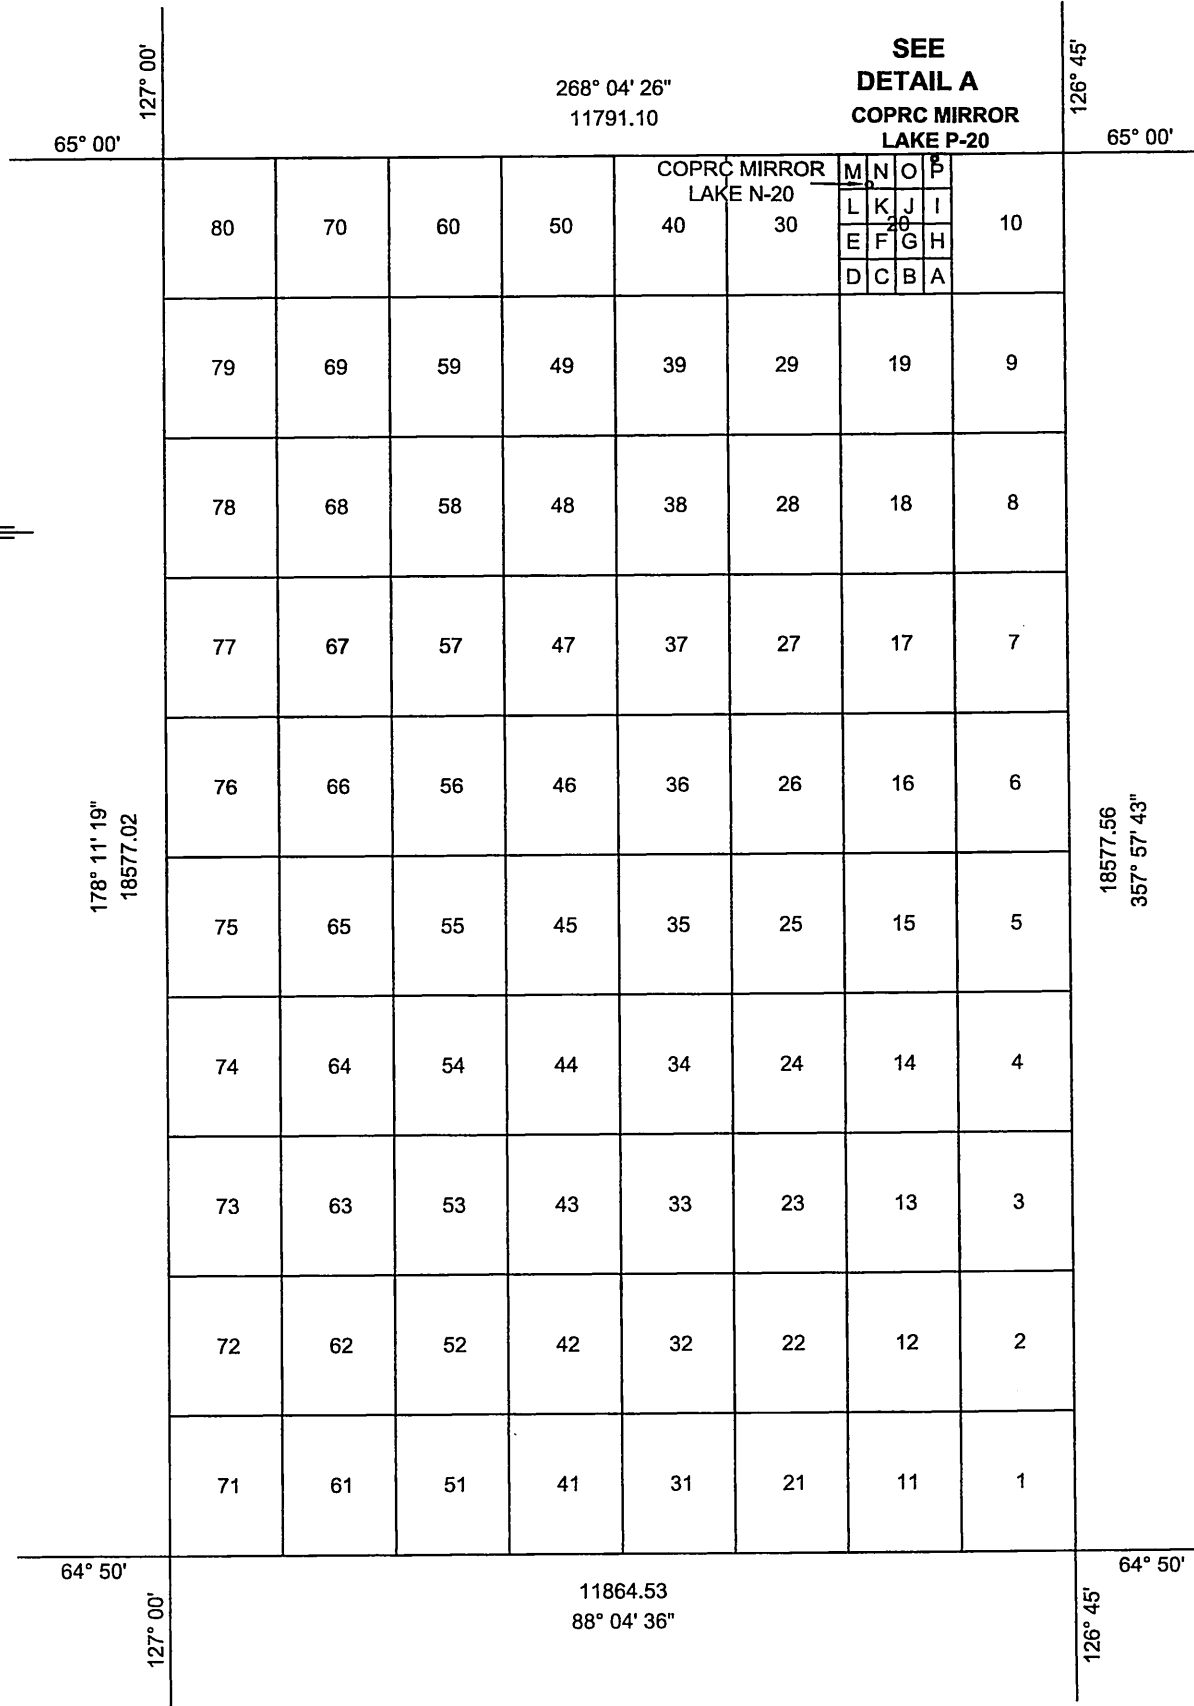 127° 00'
268° 04' 26"
11791.10
SEE
DETAIL A
COPRC MIRROR
LAKE P-20
126° 45'
65° 00'
65° 00'
COPRC MIRROR
LAKE N-20
M N O P
L K J I
E F G H
D C B A
80 70 60 50 40 30 20 10
79 69 59 49 39 29 19 9
78 68 58 48 38 28 18 8
77 67 57 47 37 27 17 7
76 66 56 46 36 26 16 6
178° 11' 19"
18577.02
18577.56
357° 57' 43"
75 65 55 45 35 25 15 5
74 64 54 44 34 24 14 4
73 63 53 43 33 23 13 3
72 62 52 42 32 22 12 2
71 61 51 41 31 21 11 1
64° 50'
64° 50'
127° 00'
11864.53
88° 04' 36"
126° 45'